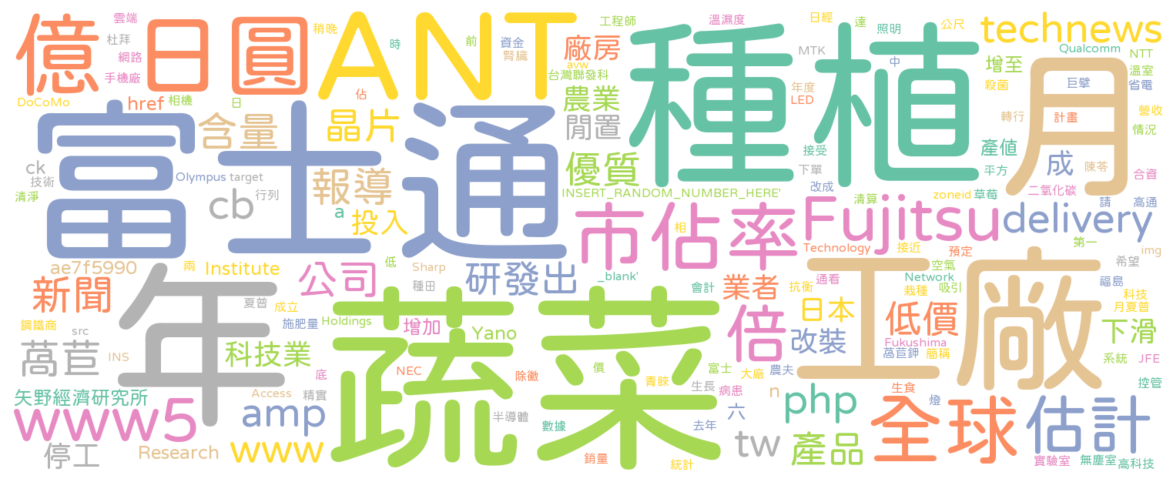 雲端
杜拜
網路
手機廠
DoCoMo
相機
日
億
日圓
ANT
稍晚
時
佔
前
資金
腎臟
avw
工程師
廠房
台灣聯發科
農業
閒置
優質
溫濕度
MTK
年度
LED
日經
達
照明
中
公尺
增至
殺菌
產值
technews
Qualcomm
NTT
溫室
省電
巨擘
營收
轉行
計畫
情況
href
含量
晶片
報導
投入
富士通
種植
月
ck
技術
清淨
Olympus
target
cb
行列
a
INSERT_RANDOM_NUMBER_HERE'
接受
下單
改成
平方
成
陳苓
合資
二氧化碳
清算
zoneid
草莓
請
高通
市佔率
相
Fujitsu
delivery
第一
img
ae7f5990
兩
Institute
公司
低
Sharp
研發出
_blank'
業者
會計
Technology
接近
預定
通看
抗衡
Network
空氣
栽種
吸引
希望
福島
科技
月夏普
新聞
年
夏普
成立
種田
施肥量
Holdings
增加
Yano
蔬菜
倍
日本
改裝
工廠
低價
下滑
Fukushima
萵苣鉀
簡稱
系統
JFE
鋼鐵商
src
萵苣
INS
科技業
底
NEC
除黴
償
青睞
富士
生長
大廠
病患
農夫
n
生食
燈
控管
矢野經濟研究所
Access
精實
www5
amp
半導體
數據
六
去年
php
全球
估計
停工
Research
www
銷量
統計
tw
產品
實驗室
無塵室
高科技